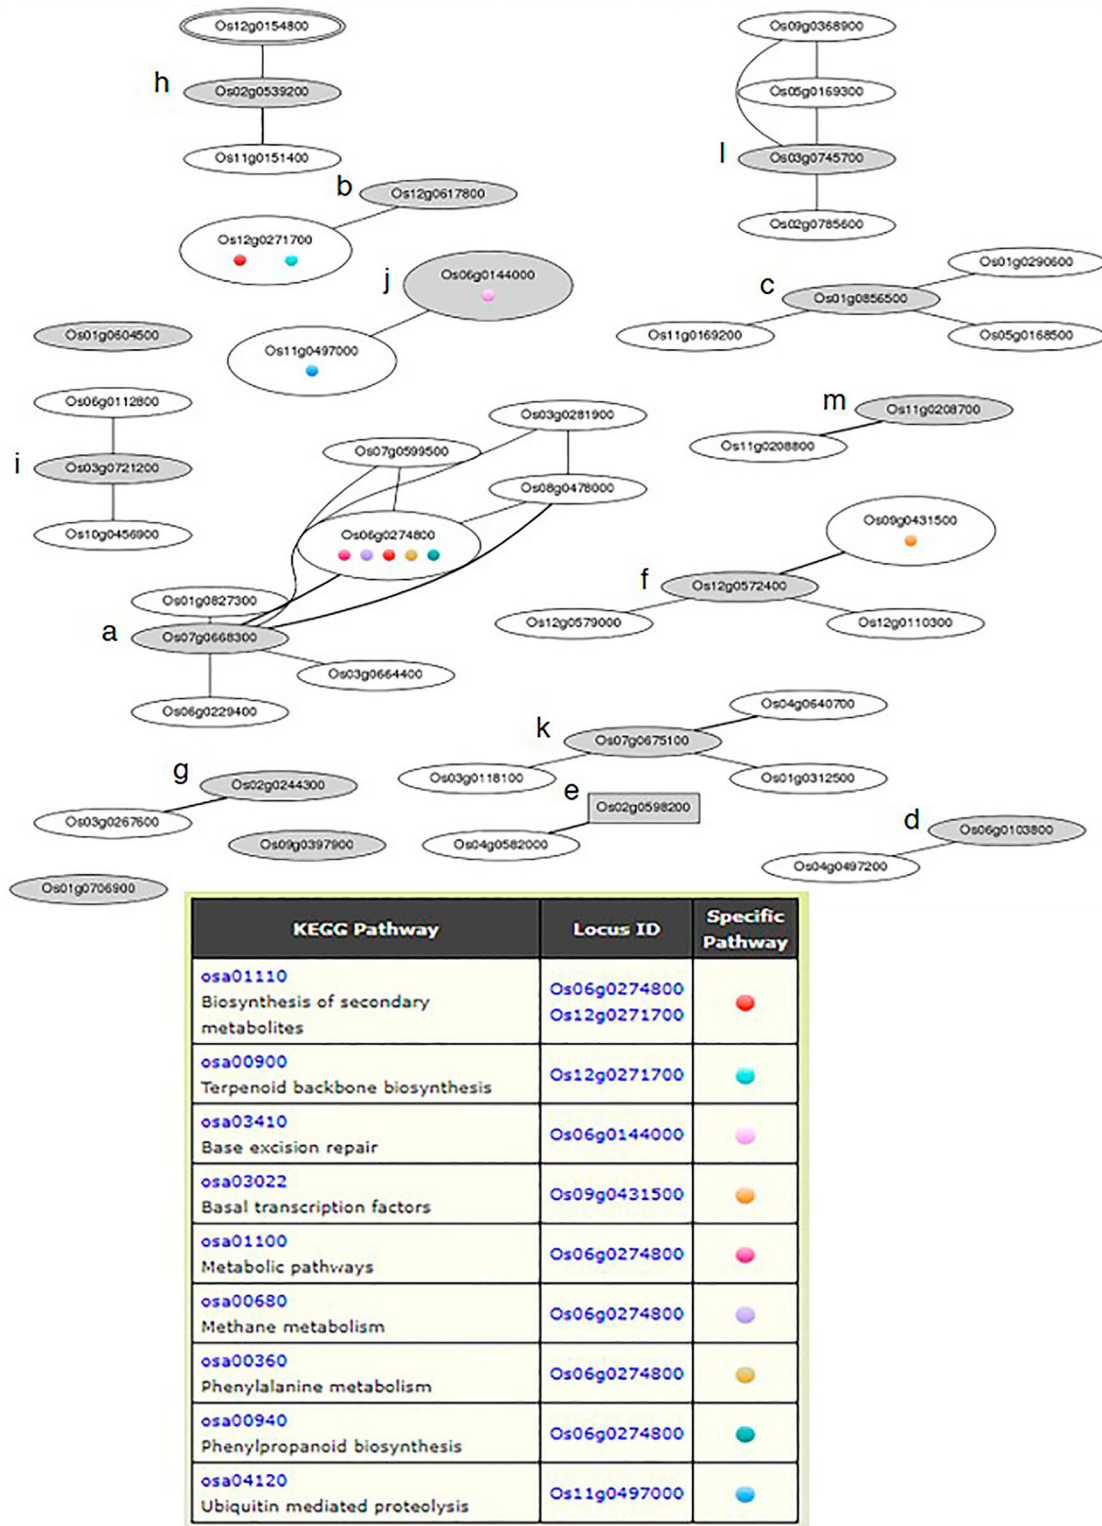 Os12g0154800
Os09g0368900
h
Os02g0539200
Os05g0169300
Os11g0151400
l
Os03g0745700
b
Os12g0617800
Os02g0785600
Os12g0271700
Os01g0290600
j
Os06g0144000
c
Os01g0856500
Os01g0604500
Os11g0497000
Os11g0169200
Os05g0168500
Os06g0112800
Os03g0281900
m
Os11g0208700
Os07g0599500
Os11g0208800
i
Os03g0721200
Os08g0478000
Os10g0456900
Os06g0274800
Os09g0431500
f
Os12g0572400
Os01g0827300
Os12g0579000
Os12g0110300
a
Os07g0668300
Os03g0664400
Os06g0229400
Os04g0640700
k
Os07g0675100
g
Os02g0244300
Os03g0118100
Os01g0312500
e
Os02g0598200
Os03g0267600
d
Os06g0103800
Os09g0397900
Os04g0582000
Os04g0497200
Os01g0706900
KEGG Pathway
Locus ID
Specific
Pathway
osa01110
Biosynthesis of secondary
metabolites
Os06g0274800
Os12g0271700
osa00900
Terpenoid backbone biosynthesis
Os12g0271700
osa03410
Base excision repair
Os06g0144000
osa03022
Basal transcription factors
Os09g0431500
osa01100
Metabolic pathways
Os06g0274800
osa00680
Methane metabolism
Os06g0274800
osa00360
Phenylalanine metabolism
Os06g0274800
osa00940
Phenylpropanoid biosynthesis
Os06g0274800
osa04120
Ubiquitin mediated proteolysis
Os11g0497000